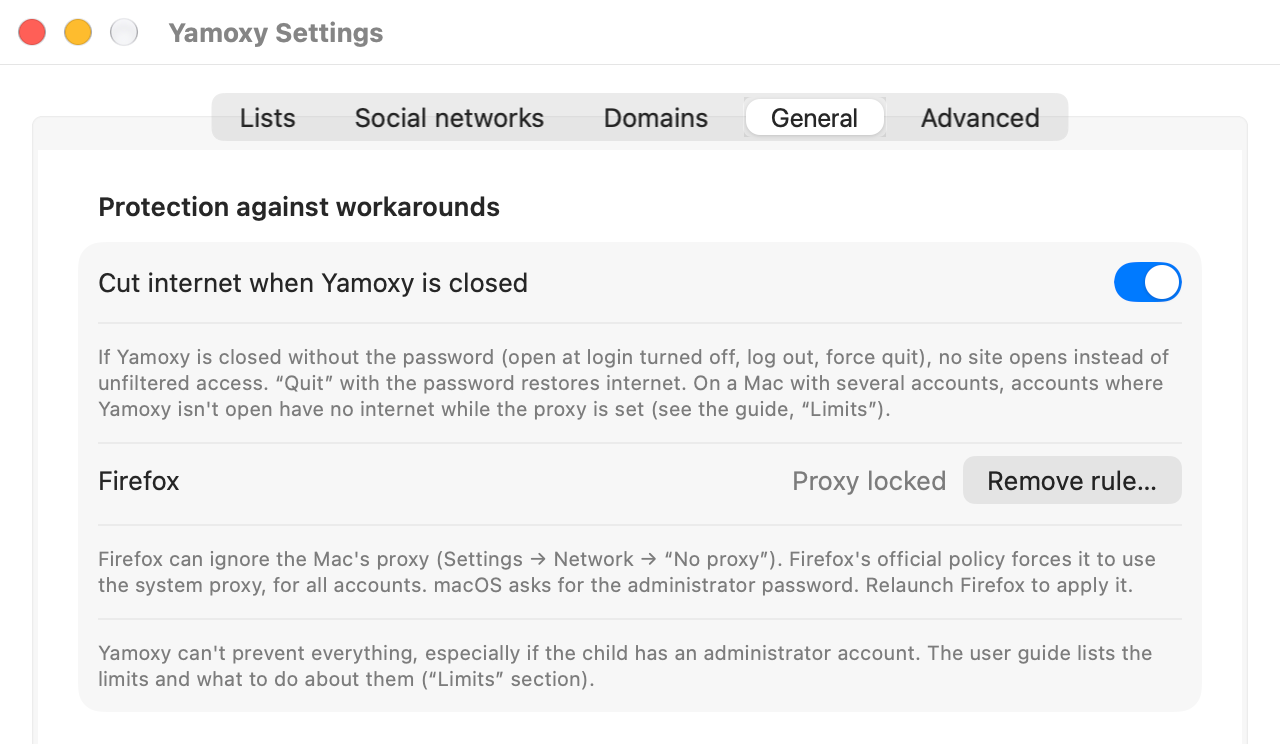 Yamoxy Settings
Lists
Social networks
Domains
General
Advanced
Protection against workarounds
Cut internet when Yamoxy is closed
If Yamoxy is closed without the password (open at login turned off, log out, force quit), no site opens instead of
unfiltered access. “Quit” with the password restores internet. On a Mac with several accounts, accounts where
Yamoxy isn't open have no internet while the proxy is set (see the guide, “Limits”).
Firefox
Proxy locked
Remove rule...
Firefox can ignore the Mac's proxy (Settings → Network → “No proxy”). Firefox's official policy forces it to use
the system proxy, for all accounts. macOS asks for the administrator password. Relaunch Firefox to apply it.
Yamoxy can't prevent everything, especially if the child has an administrator account. The user guide lists the
limits and what to do about them (“Limits” section).